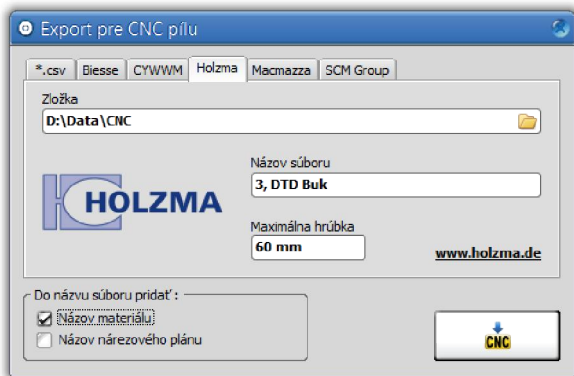 Export pre CNC pílu
*.csv Biesse CYWWM Holzma Macmazza SCM Group
Zložka
D:\Data\CNC
HOLZMA
Názov súboru
3, DTD Buk
Maximálna hrúbka
60 mm
www.holzma.de
Do názvu súboru pridať :
Názov materiálu
Názov nárezového plánu
CNC